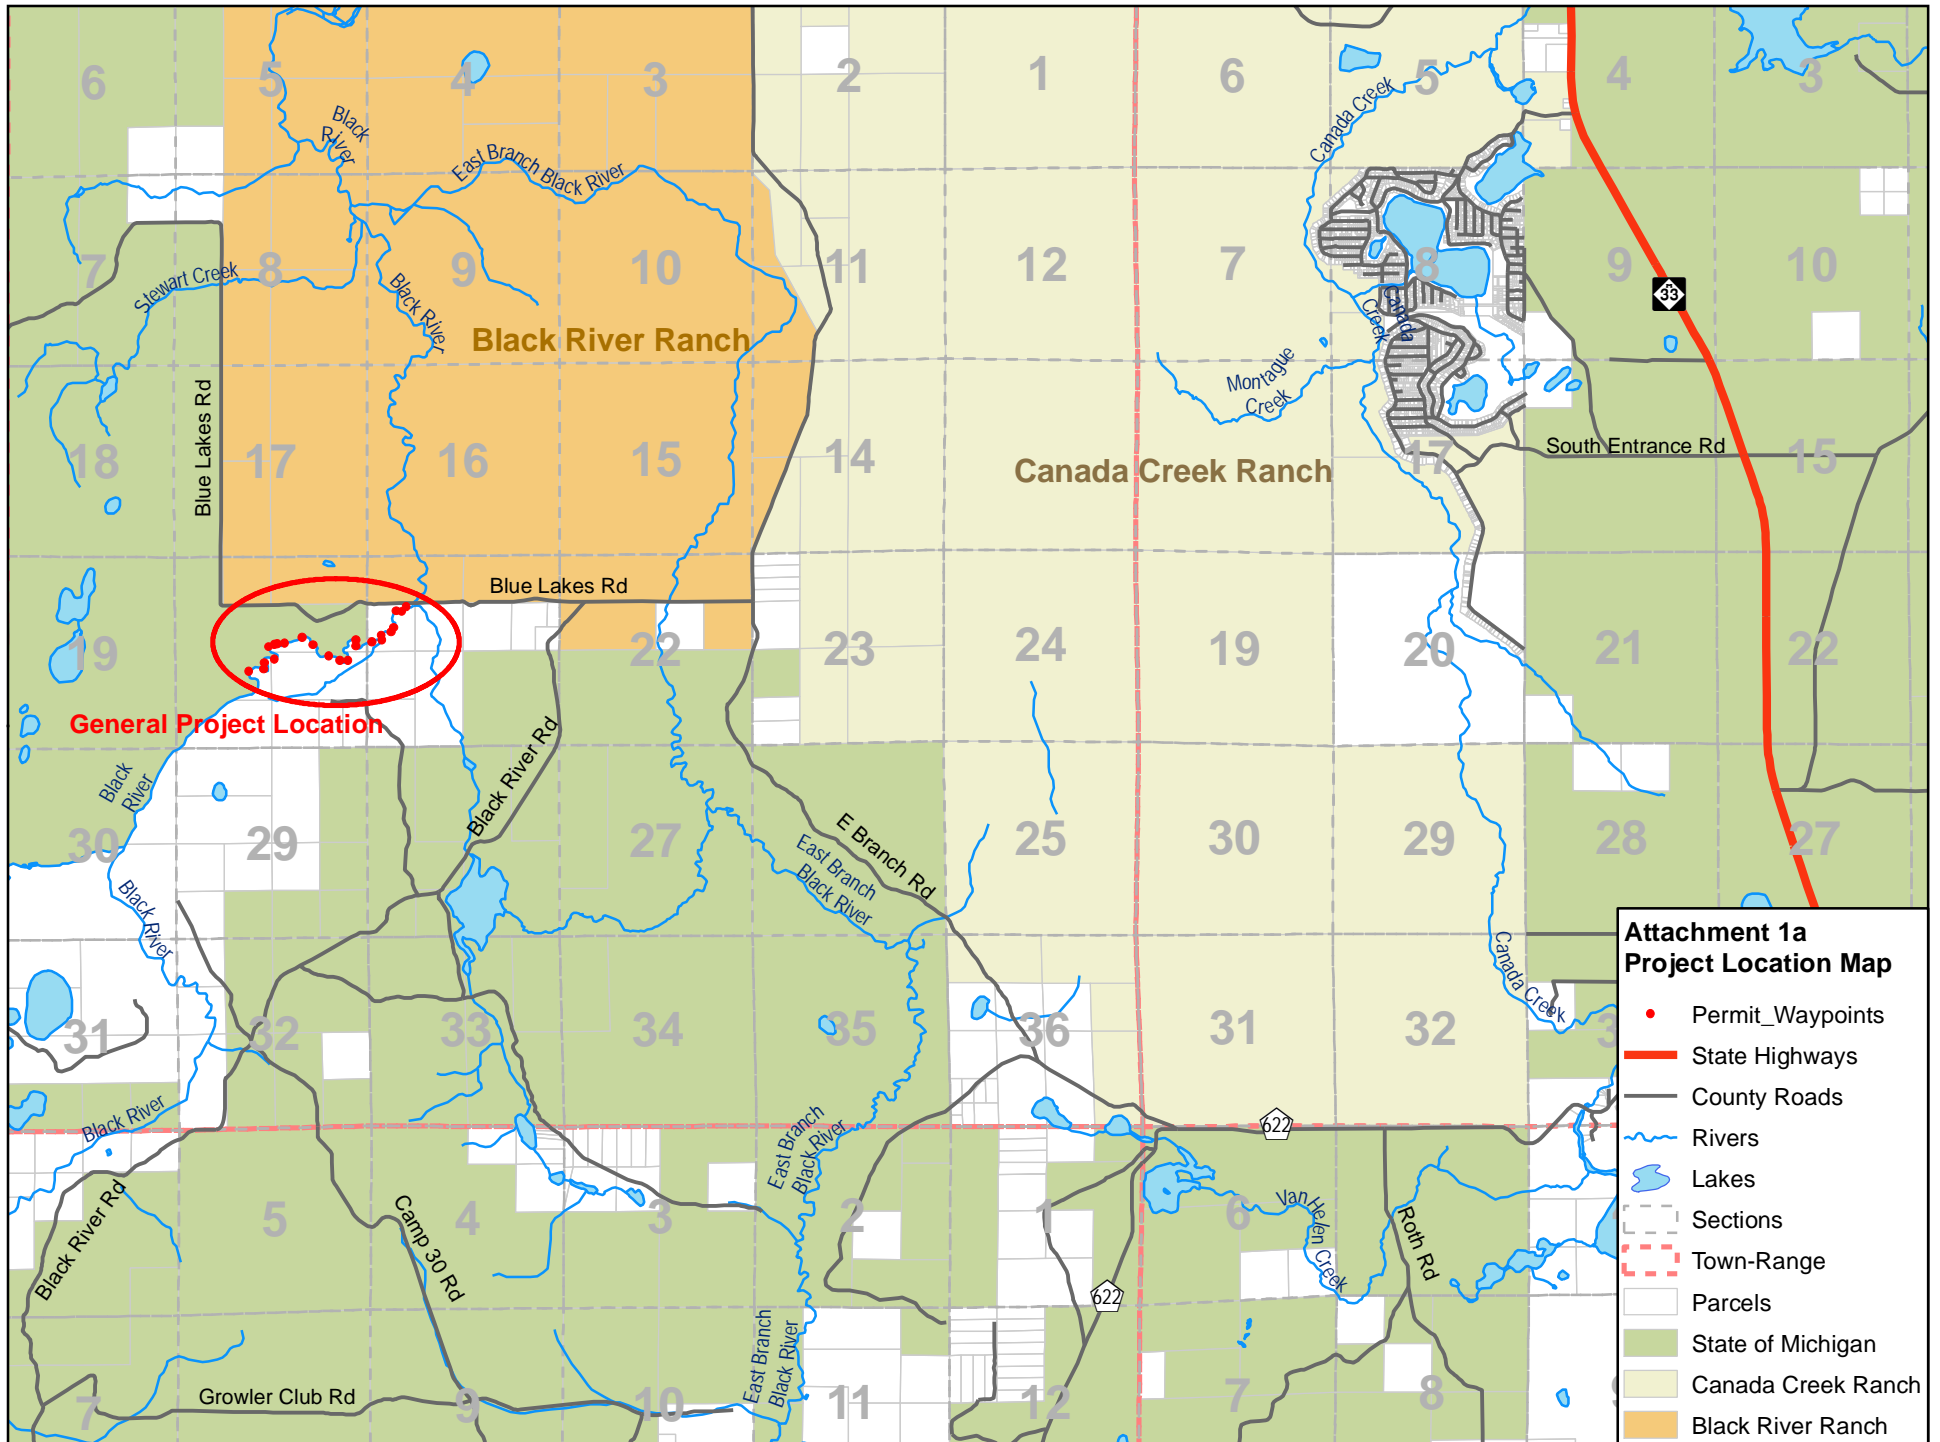 6
5
4
3
2
1
6
5
4
3
Black
River
East Branch Black River
Canada Creek
7
8
9
10
11
12
7
8
9
10
33
Stewart Creek
Black River
Black River Ranch
Canada
Creek
Montague
Creek
Blue Lakes Rd
18
17
16
15
14
Canada Creek Ranch
17
South Entrance Rd
15
Blue Lakes Rd
19
22
23
24
19
20
21
22
General Project Location
Black
River
Black River Rd
30
29
27
E Branch Rd
East Branch
Black River
25
30
29
28
27
Black River
Canada Creek
31
32
33
34
35
36
31
32
3
Black River
622
East Branch
Black River
Black River Rd
5
Camp 30 Rd
4
3
2
1
6
Van Helen Creek
Roth Rd
622
East Branch
Black River
7
Growler Club Rd
9
10
11
12
7
8
Attachment 1a
Project Location Map
Permit_Waypoints
State Highways
County Roads
Rivers
Lakes
Sections
Town-Range
Parcels
State of Michigan
Canada Creek Ranch
Black River Ranch